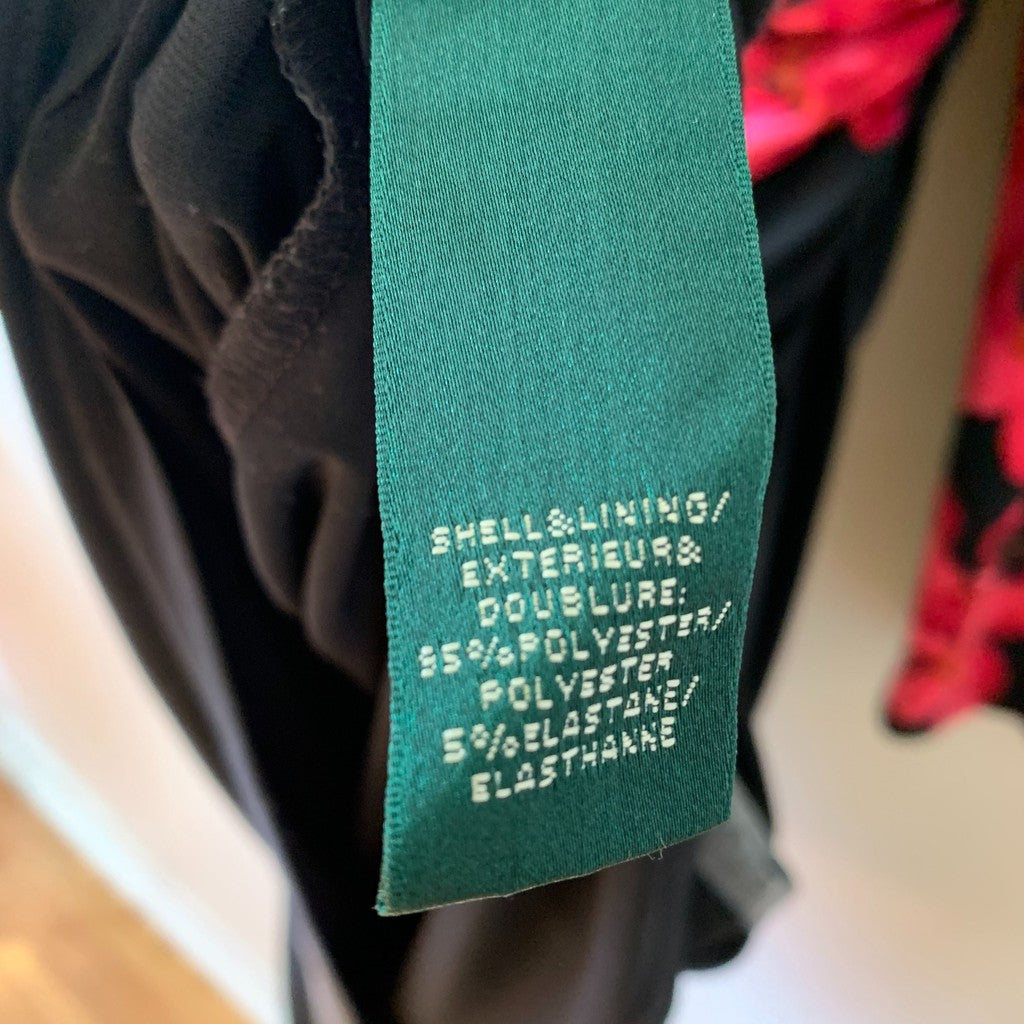 SHELL&LINING/
EXTERIEUR&
DOUBLURE:
95%POLYESTER/
POLYESTER
5%ELASTANE/
ELASTHANNE